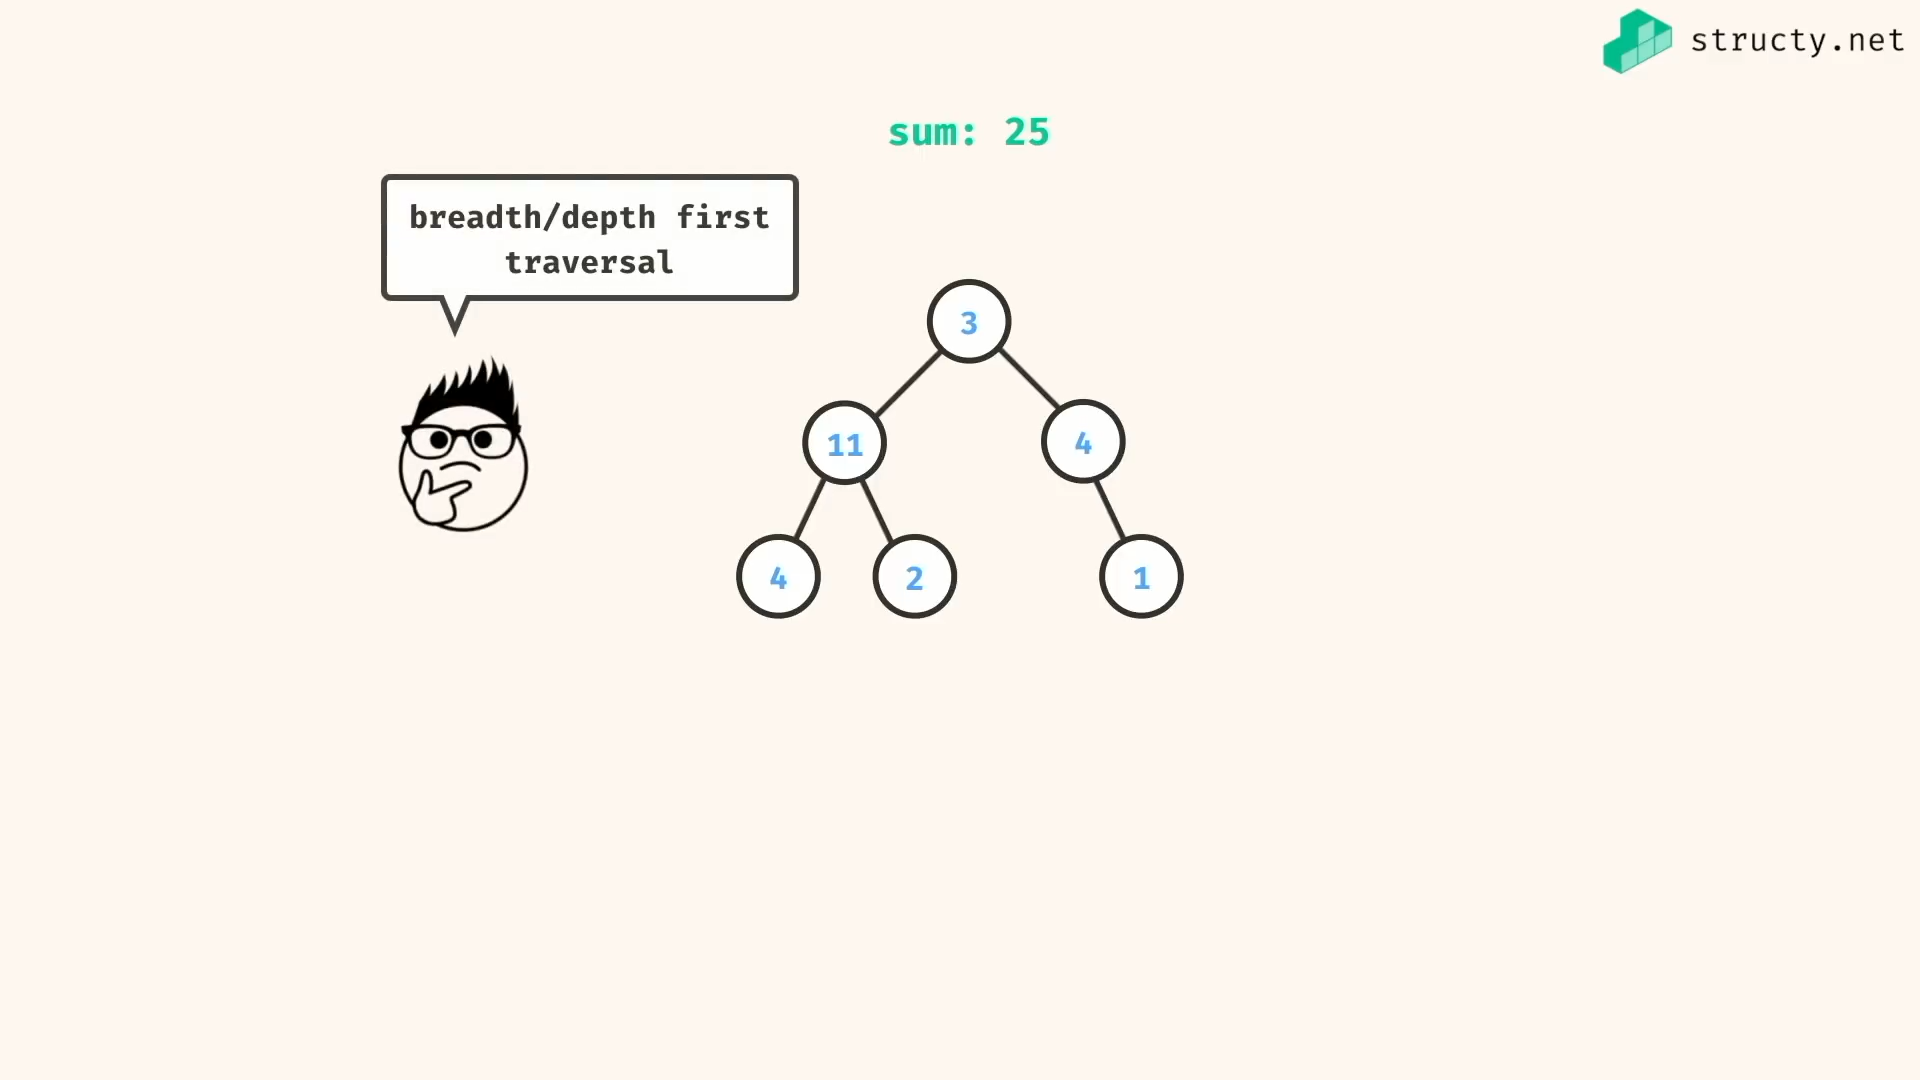 structy.net
sum: 25
breadth/depth first
traversal
3
11
4
4
2
1